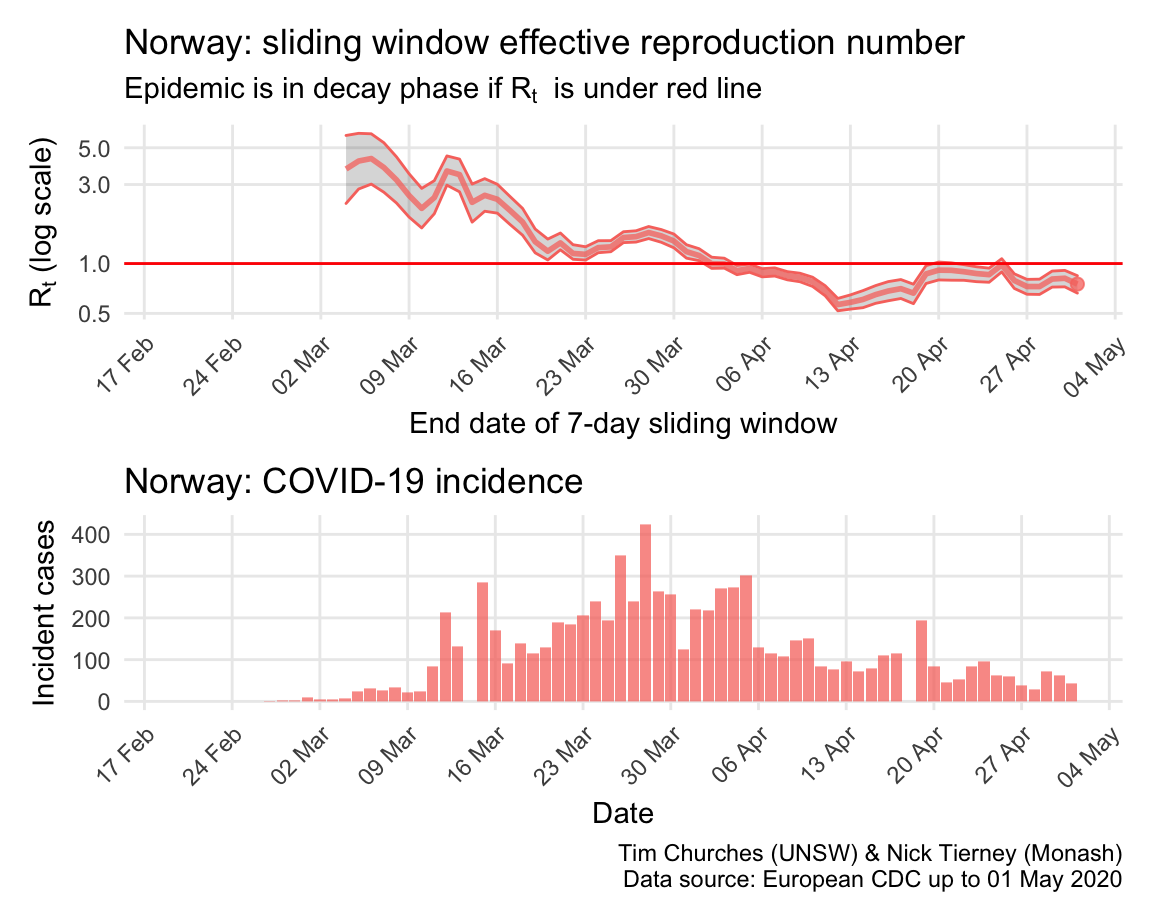 Norway: sliding window effective reproduction number
Epidemic is in decay phase if Rt is under red line
Rt (log scale)
5.0
3.0
1.0
0.5
17 Feb
24 Feb
02 Mar
09 Mar
16 Mar
23 Mar
30 Mar
06 Apr
13 Apr
20 Apr
27 Apr
04 May
End date of 7-day sliding window
Norway: COVID-19 incidence
Incident cases
400
300
200
100
0
17 Feb
24 Feb
02 Mar
09 Mar
16 Mar
23 Mar
30 Mar
06 Apr
13 Apr
20 Apr
27 Apr
04 May
Date
Tim Churches (UNSW) & Nick Tierney (Monash)
Data source: European CDC up to 01 May 2020